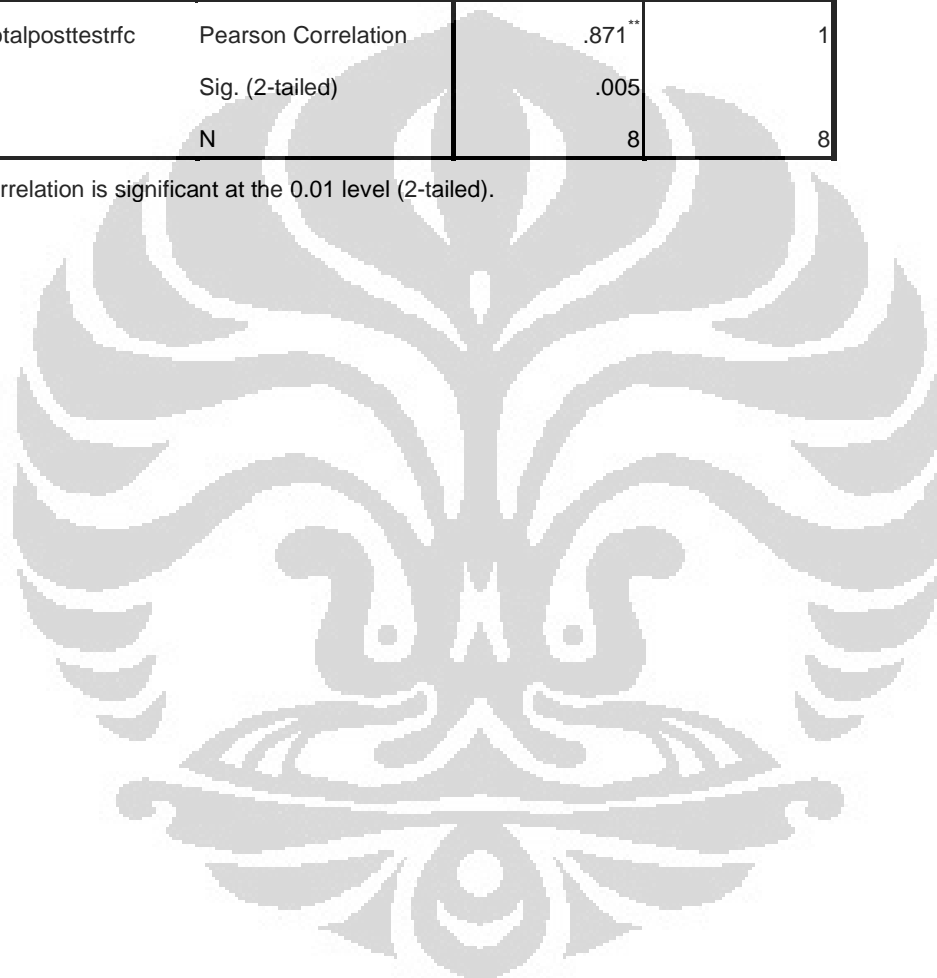 otalposttestrfc Pearson Correlation .871** 1
Sig. (2-tailed) .005
N 8 8
rrelation is significant at the 0.01 level (2-tailed).